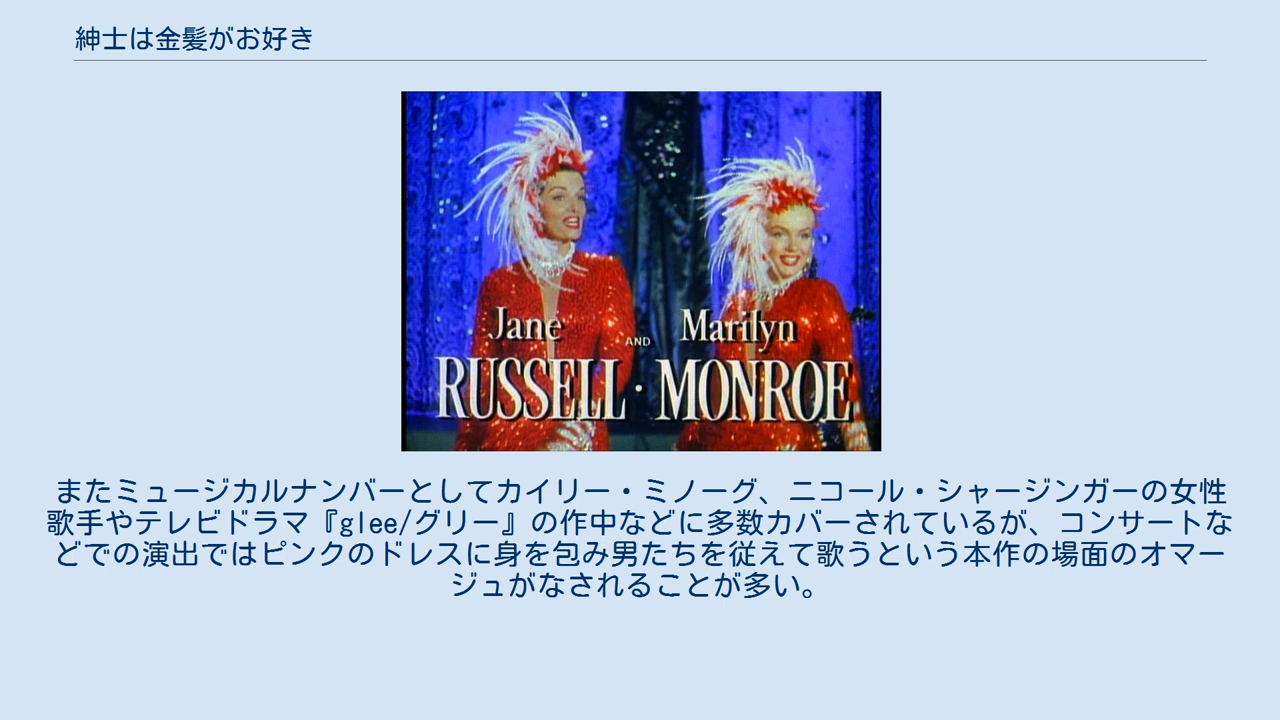 紳士は金髪がお好き
Jane AND Marilyn
RUSSELL · MONROE
またミュージカルナンバーとしてカイリー・ミノーグ、ニコール・シャージンガーの女性
歌手やテレビドラマ『glee/グリー』の作中などに多数カバーされているが、コンサートな
どでの演出ではピンクのドレスに身を包み男たちを従えて歌うという本作の場面のオマー
ジュがなされることが多い。